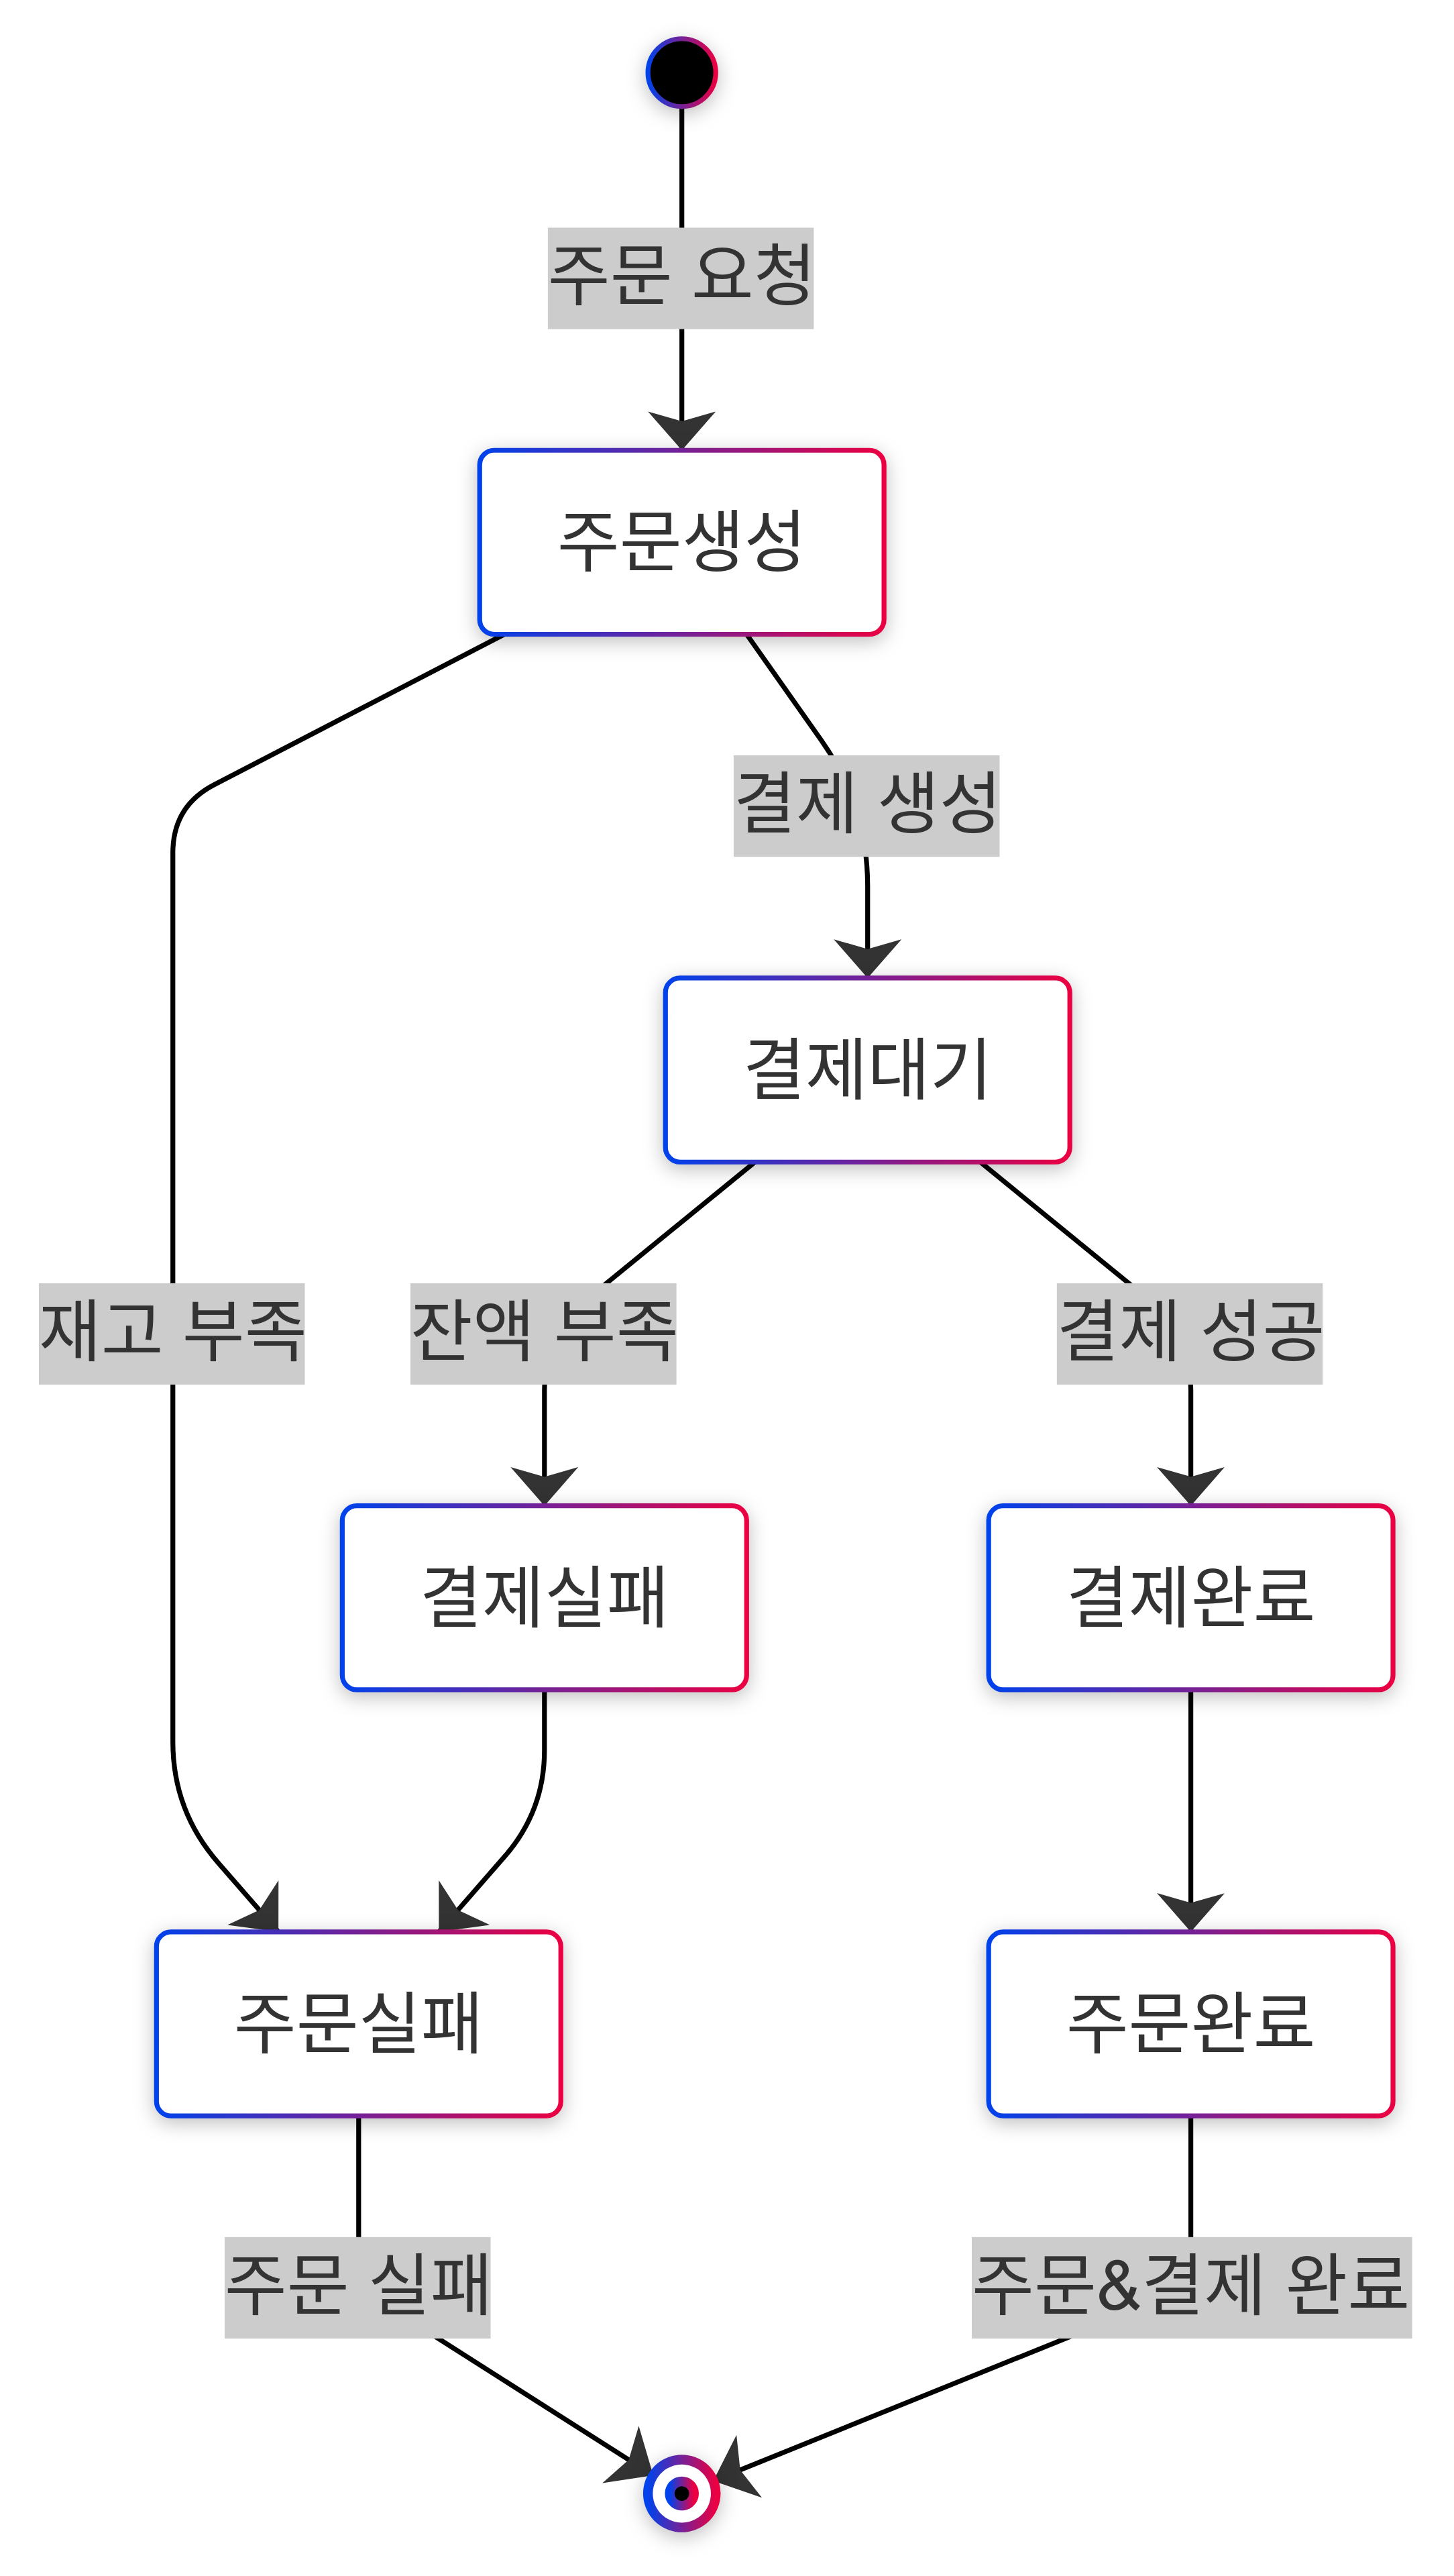 주문 요청
주문생성
결제 생성
결제대기
재고 부족
잔액 부족
결제 성공
결제실패
결제완료
주문실패
주문완료
주문 실패
주문&결제 완료